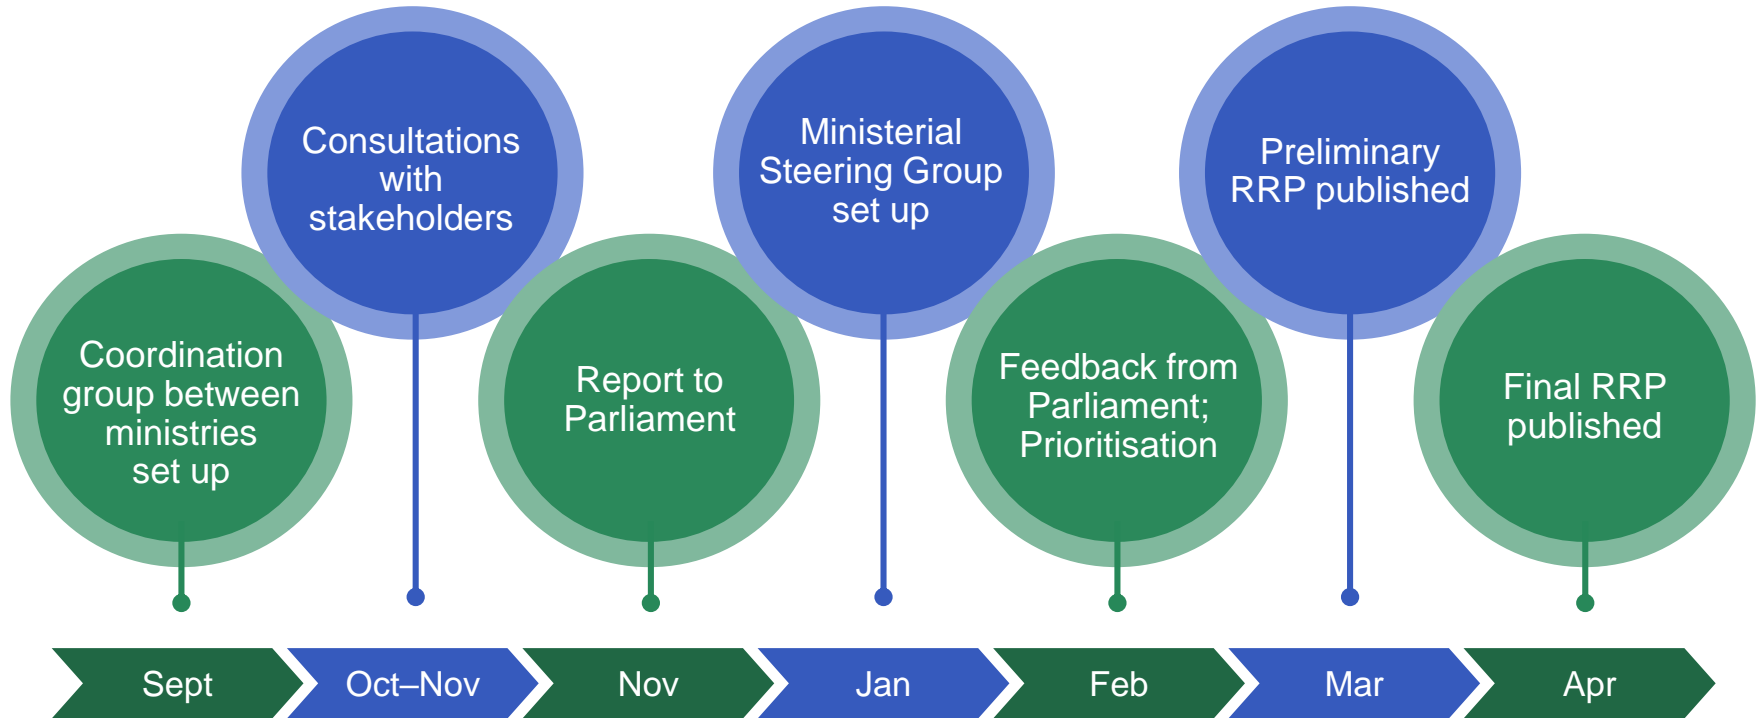 Consultations
with
stakeholders
Ministerial
Steering Group
set up
Preliminary
RRP published
Coordination
group between
ministries
set up
Report to
Parliament
Feedback from
Parliament;
Prioritisation
Final RRP
published
Sept
Oct–Nov
Nov
Jan
Feb
Mar
Apr